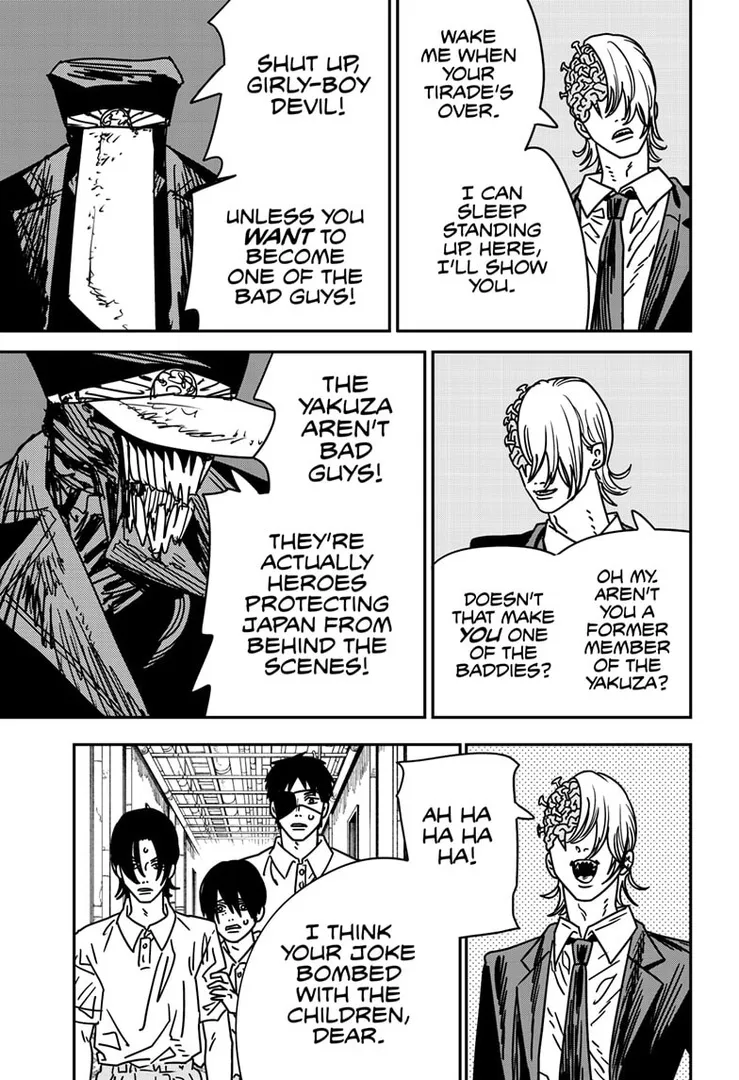 WAKE
ME WHEN
YOUR
TIRADE'S
OVER.
I CAN
SLEEP
STANDING
UP. HERE,
I'LL SHOW
YOU.
SHUT UP,
GIRLY-BOY
DEVIL!
UNLESS YOU
WANT TO
BECOME
ONE OF THE
BAD GUYS!
OH MY.
AREN'T
YOU A
FORMER
MEMBER
OF THE
YAKUZA?
DOESN'T
THAT MAKE
YOU ONE
OF THE
BADDIES?
THE
YAKUZA
AREN'T
BAD
GUYS!
THEY'RE
ACTUALLY
HEROES
PROTECTING
JAPAN FROM
BEHIND THE
SCENES!
AH HA
HA HA
HA!
I THINK
YOUR JOKE
BOMBED
WITH THE
CHILDREN,
DEAR.